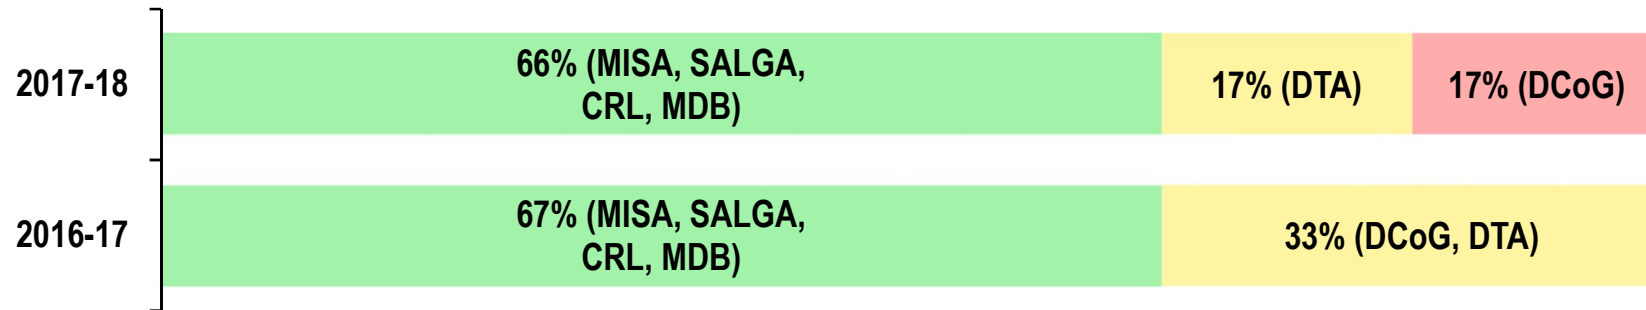 2017-18
66% (MISA, SALGA,
CRL, MDB)
17% (DTA)
17% (DCoG)
2016-17
67% (MISA, SALGA,
CRL, MDB)
33% (DCoG, DTA)